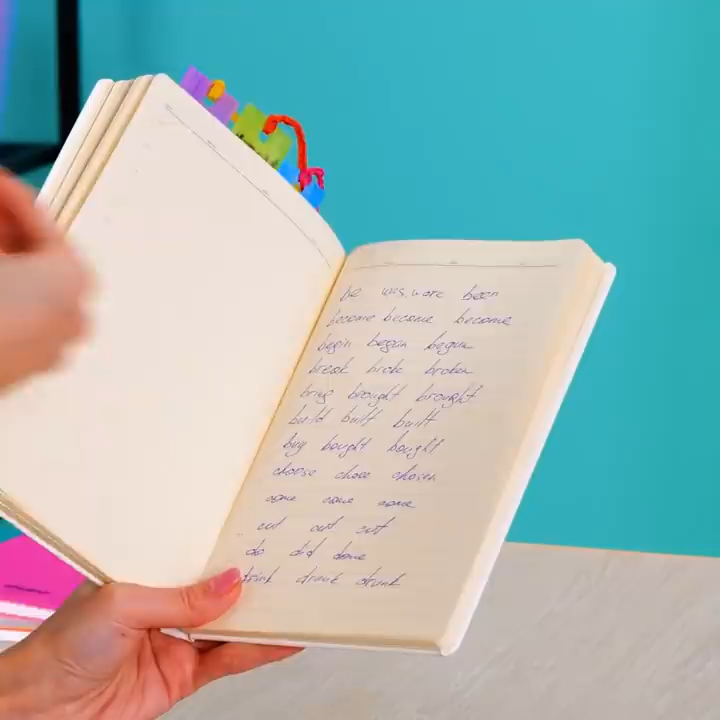 be was, were been
become became become
begin began begun
break broke broken
bring brought brought
build built built
buy bought bought
choose chose chosen
come came come
cut cut cut
do did done
drink drank drunk